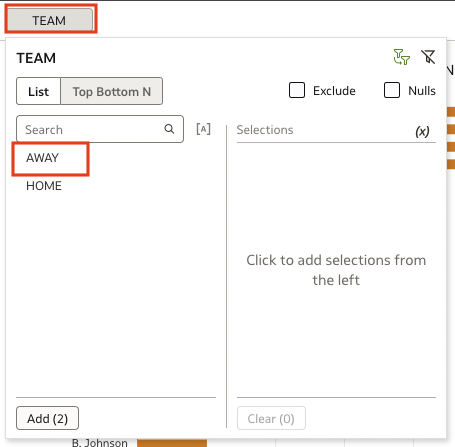 TEAM
TEAM
List Top Bottom N Exclude Nulls
Search [A] Selections (x)
AWAY
HOME
Click to add selections from
the left
Add (2) Clear (0)
N
B. Johnson